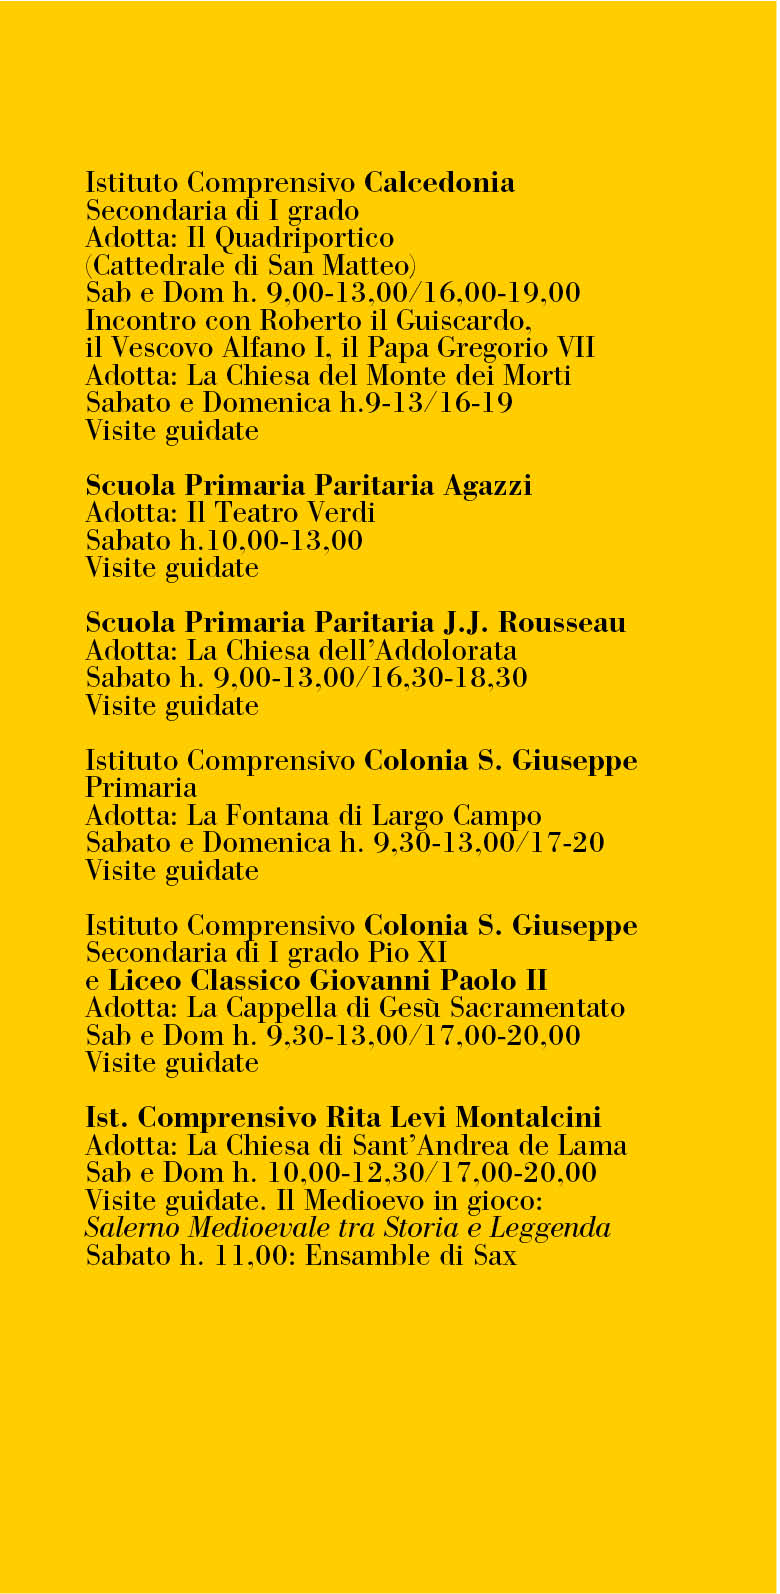 Istituto Comprensivo Calcedonia
Secondaria di I grado
Adotta: Il Quadriportico
(Cattedrale di San Matteo)
Sab e Dom h. 9,00-13,00/16,00-19,00
Incontro con Roberto il Guiscardo,
il Vescovo Alfano I, il Papa Gregorio VII
Adotta: La Chiesa del Monte dei Morti
Sabato e Domenica h.9-13/16-19
Visite guidate
Scuola Primaria Paritaria Agazzi
Adotta: Il Teatro Verdi
Sabato h.10,00-13,00
Visite guidate
Scuola Primaria Paritaria J.J. Rousseau
Adotta: La Chiesa dell’Addolorata
Sabato h. 9,00-13,00/16,30-18,30
Visite guidate
Istituto Comprensivo Colonia S. Giuseppe
Primaria
Adotta: La Fontana di Largo Campo
Sabato e Domenica h. 9,30-13,00/17-20
Visite guidate
Istituto Comprensivo Colonia S. Giuseppe
Secondaria di I grado Pio XI
e Liceo Classico Giovanni Paolo II
Adotta: La Cappella di Gesù Sacramentato
Sab e Dom h. 9,30-13,00/17,00-20,00
Visite guidate
Ist. Comprensivo Rita Levi Montalcini
Adotta: La Chiesa di Sant’Andrea de Lama
Sab e Dom h. 10,00-12,30/17,00-20,00
Visite guidate. Il Medioevo in gioco:
Salerno Medioevale tra Storia e Leggenda
Sabato h. 11,00: Ensamble di Sax